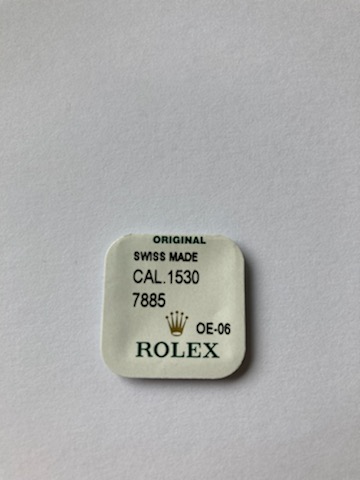 ORIGINAL
SWISS MADE
CAL.1530
7885
OE-06
ROLEX